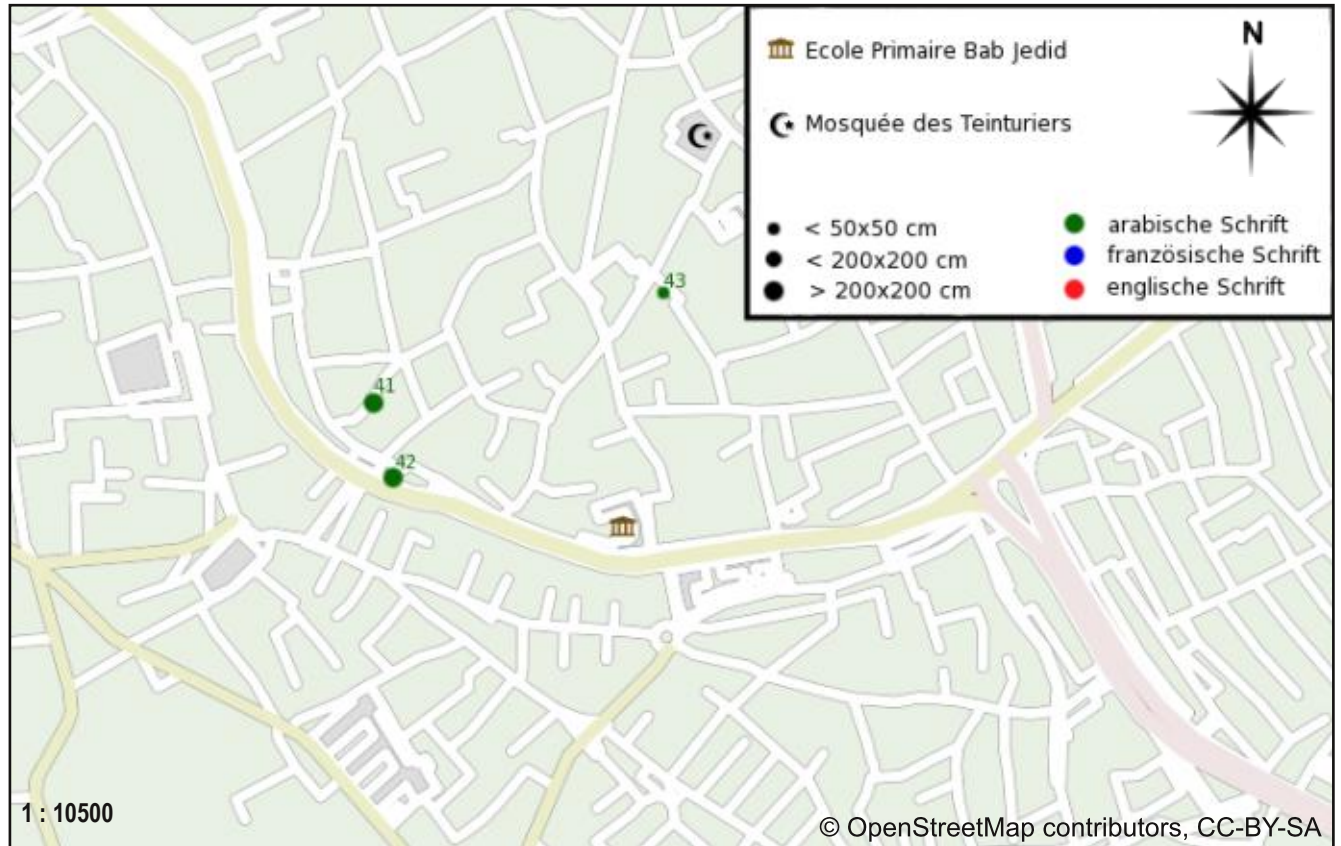 Ecole Primaire Bab Jedid
N
Mosquée des Teinturiers
< 50x50 cm
arabische Schrift
< 200x200 cm
französische Schrift
> 200x200 cm
englische Schrift
43
41
42
1 : 10500
© OpenStreetMap contributors, CC-BY-SA